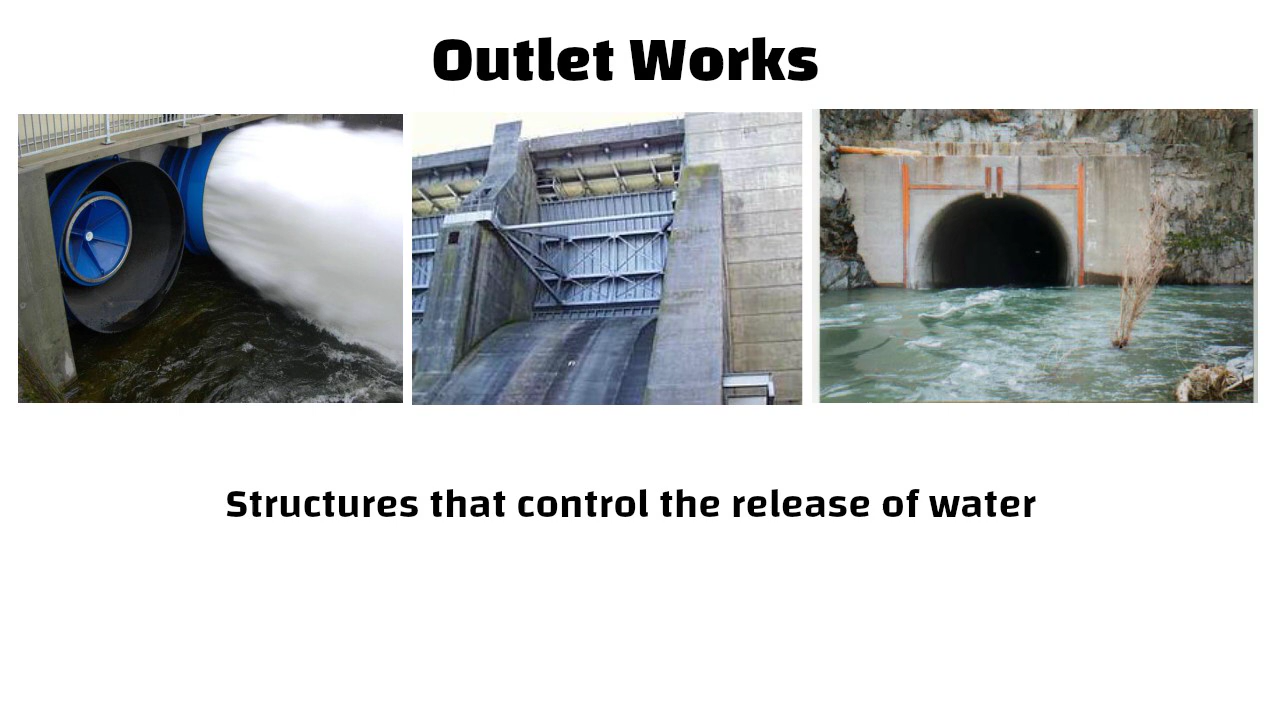 Outlet Works
Structures that control the release of water